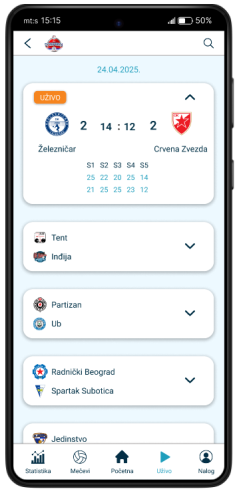 mt:s 15:15 50%
24.04.2025.
UŽIVO
2 14 : 12 2
Železničar Crvena Zvezda
S1 S2 S3 S4 S5
25 22 20 25 14
21 25 25 23 12
Tent
Inđija
Partizan
Ub
Radnički Beograd
Spartak Subotica
Jedinstvo
Statistika Mečevi Početna Uživo Nalog